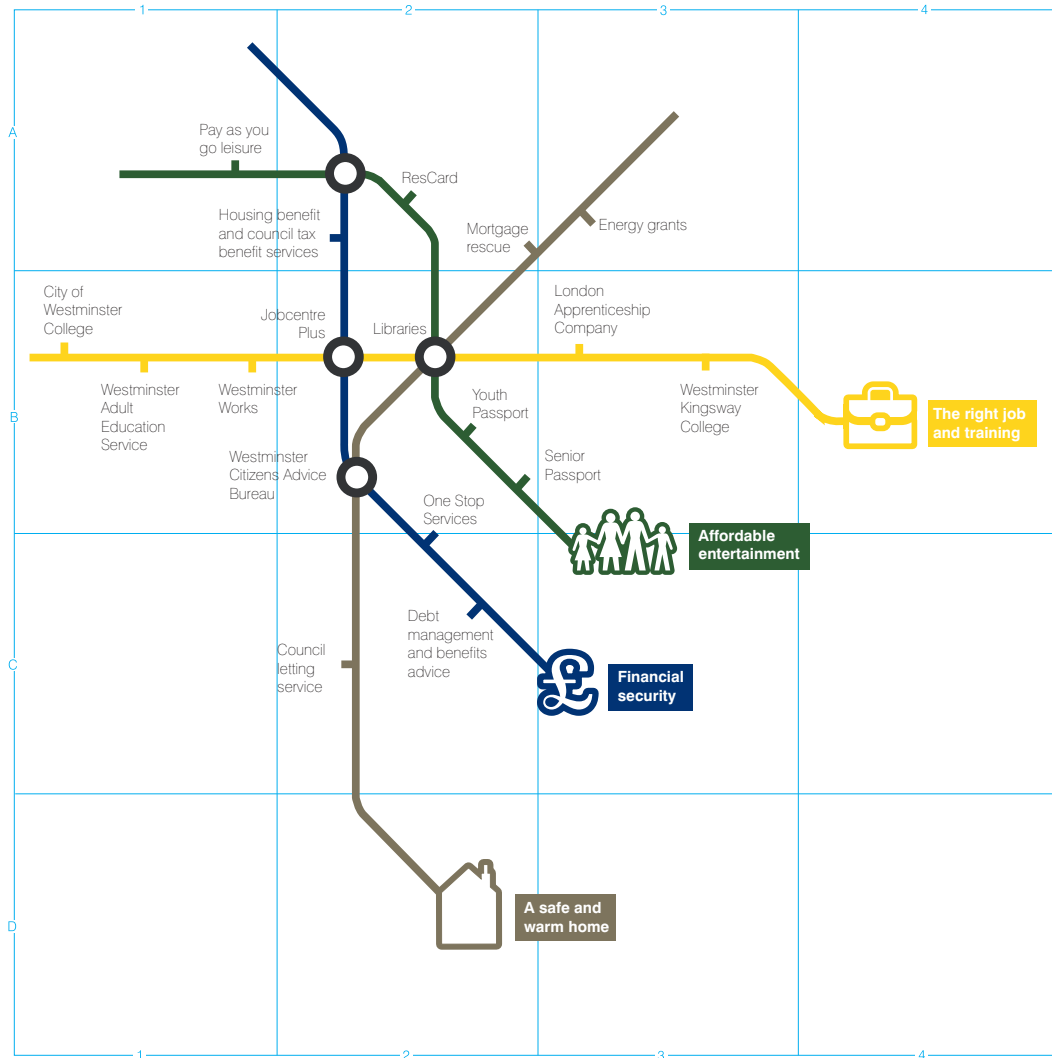 1
2
3
4
A
Pay as you
go leisure
ResCard
Housing benefit
and council tax
benefit services
Mortgage
rescue
Energy grants
City of
Westminster
College
Jobcentre
Plus
Libraries
London
Apprenticeship
Company
B
Westminster
Adult
Education
Service
Westminster
Works
Youth
Passport
Westminster
Kingsway
College
The right job
and training
Westminster
Citizens Advice
Bureau
Senior
Passport
One Stop
Services
Affordable
entertainment
C
Debt
management
and benefits
advice
Council
letting
service
Financial
security
D
A safe and
warm home
1
2
3
4